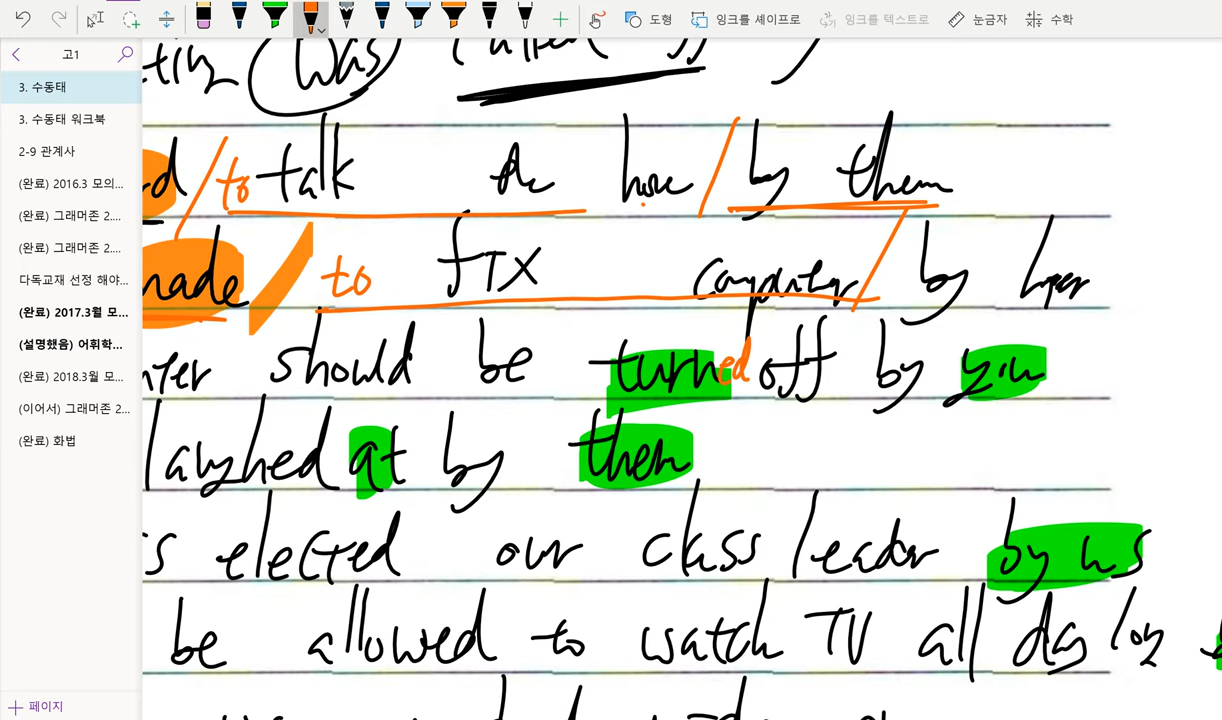 도형
잉크를 셰이프로
잉크를 텍스트로
눈금자
수학
고1
3. 수동태
3. 수동태 워크북
2-9 관계사
(완료) 2016.3 모의...
(완료) 그래머존 2....
(완료) 그래머존 2....
다독교재 선정 해야...
(완료) 2017.3월 모...
(설명했음) 어휘학...
(완료) 2018.3월 모...
(이어서) 그래머존 2...
(완료) 화법
페이지
was
d / to talk the / by them
made / to fix computer / by
should be turned off by you
laughed at by them
s elected our class leader by us
be allowed to watch TV all day long